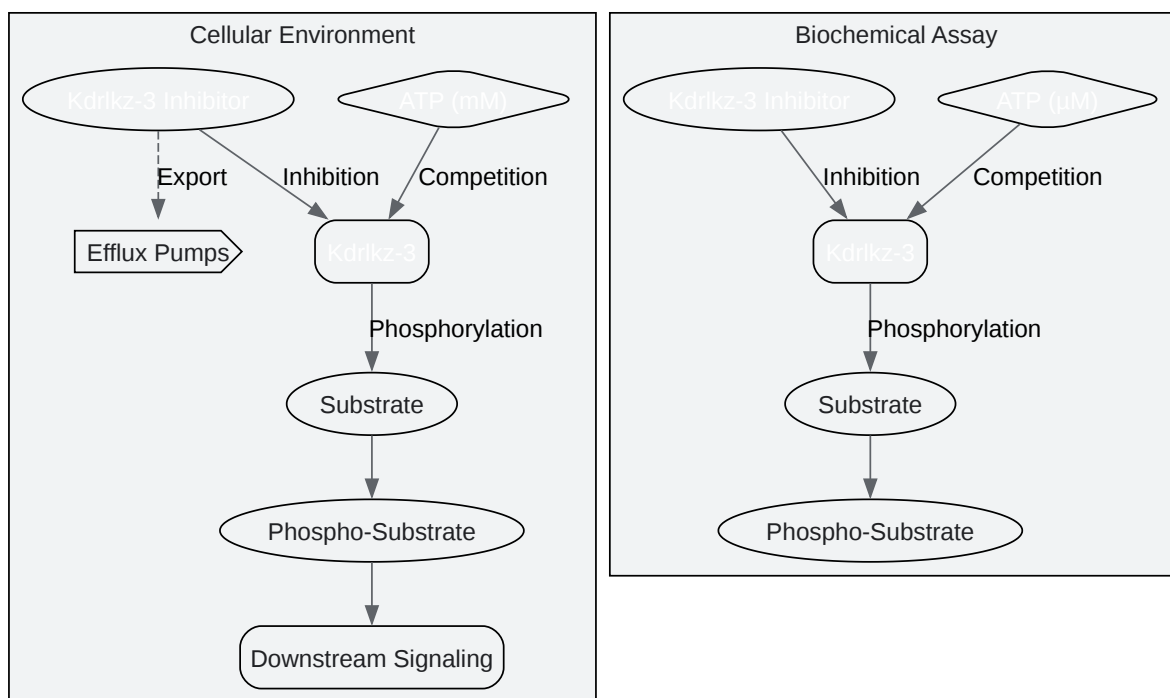 Cellular Environment
Kdrlkz-3 Inhibitor
ATP (mM)
Export
Inhibition
Competition
Efflux Pumps
Kdrlkz-3
Phosphorylation
Substrate
Phospho-Substrate
Downstream Signaling
Biochemical Assay
Kdrlkz-3 Inhibitor
ATP (μM)
Inhibition
Competition
Kdrlkz-3
Phosphorylation
Substrate
Phospho-Substrate